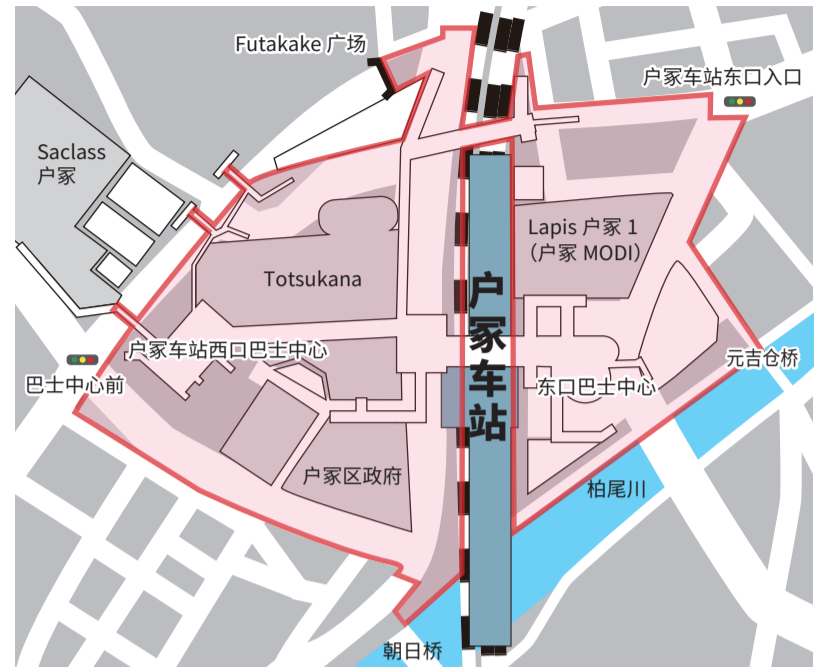 Futakake 广场
户冢车站东口入口
Saclass
户冢
Lapis 户冢 1
（户冢 MODI）
Totsukana
户冢车站
户冢车站西口巴士中心
元吉仓桥
巴士中心前
东口巴士中心
户冢区政府
柏尾川
朝日桥